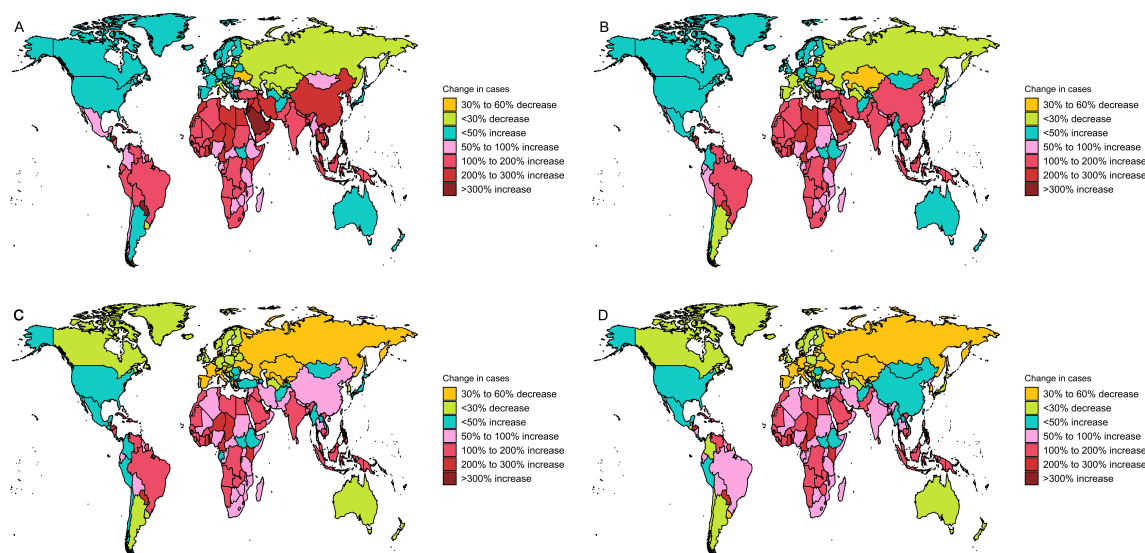 A
Change in cases
30% to 60% decrease
<30% decrease
<50% increase
50% to 100% increase
100% to 200% increase
200% to 300% increase
>300% increase
B
Change in cases
30% to 60% decrease
<30% decrease
<50% increase
50% to 100% increase
100% to 200% increase
200% to 300% increase
>300% increase
C
Change in cases
30% to 60% decrease
<30% decrease
<50% increase
50% to 100% increase
100% to 200% increase
200% to 300% increase
>300% increase
D
Change in cases
30% to 60% decrease
<30% decrease
<50% increase
50% to 100% increase
100% to 200% increase
200% to 300% increase
>300% increase